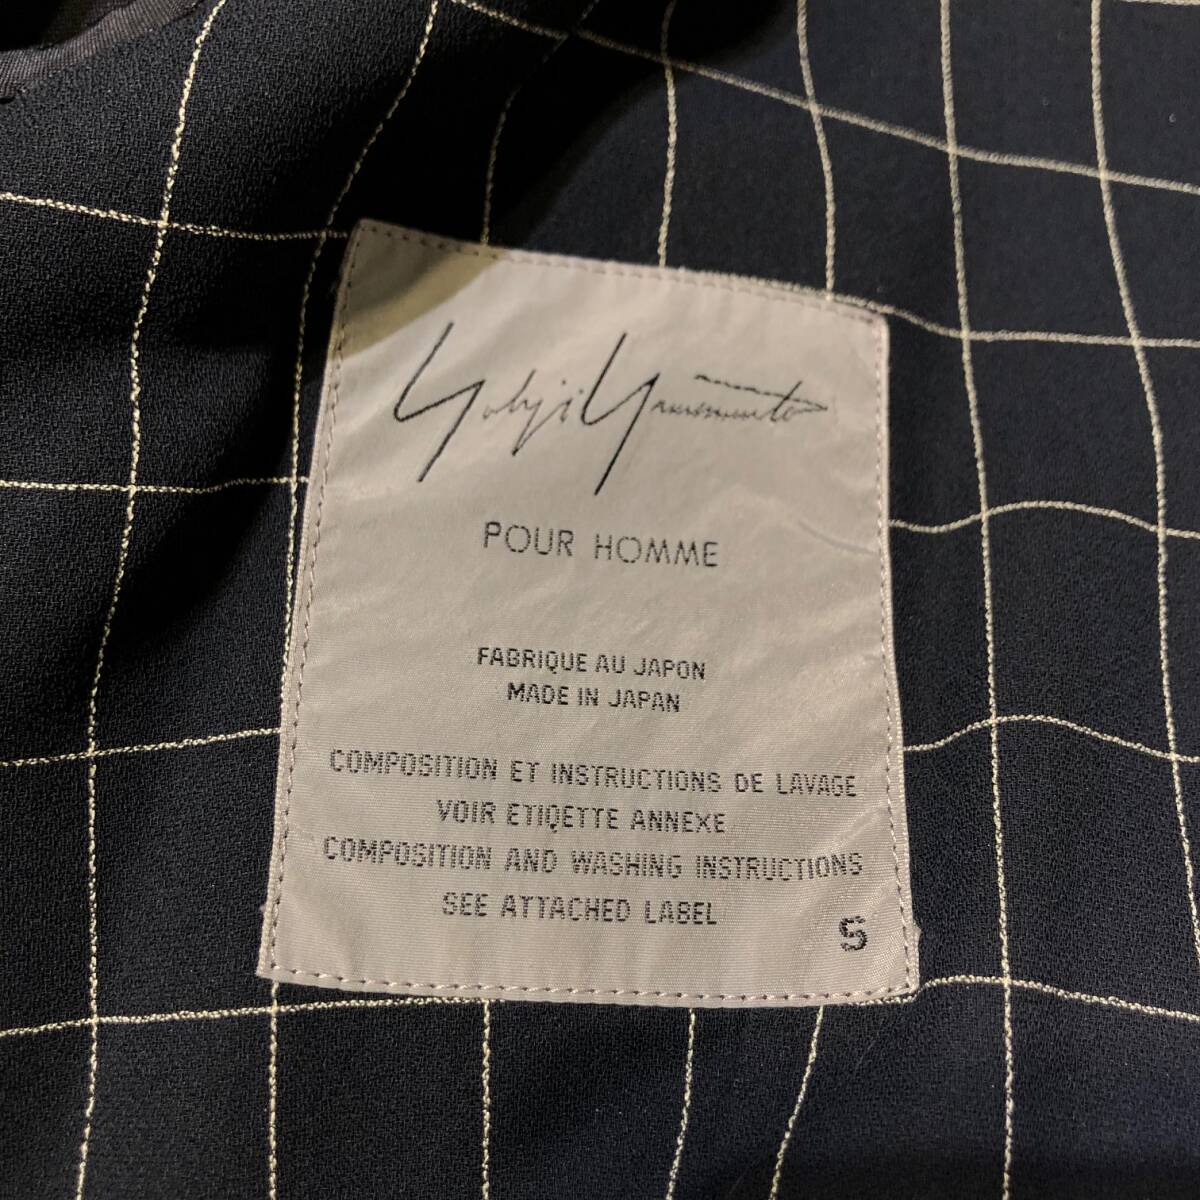 Yohji Yamamoto
POUR HOMME
FABRIQUE AU JAPON
MADE IN JAPAN
COMPOSITION ET INSTRUCTIONS DE LAVAGE
VOIR ETIQETTE ANNEXE
COMPOSITION AND WASHING INSTRUCTIONS
SEE ATTACHED LABEL
S